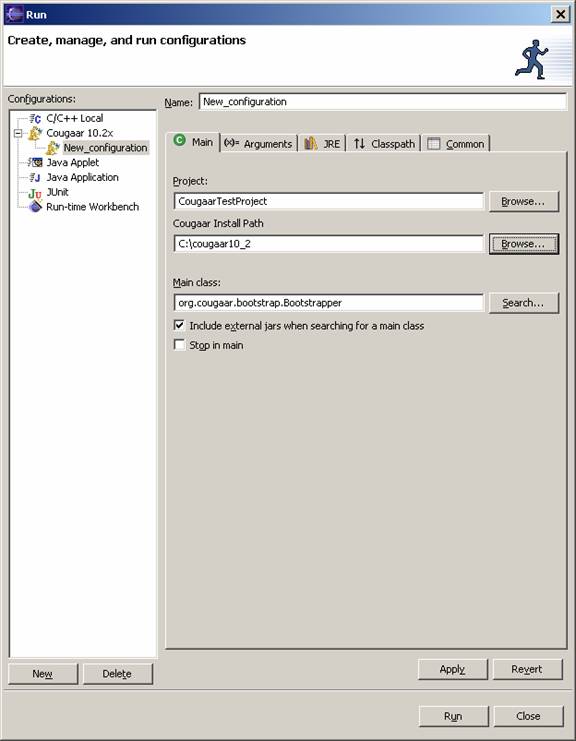 Run
Create, manage, and run configurations
Configurations:
C/C++ Local
Cougaar 10.2x
New_configuration
Java Applet
Java Application
JUnit
Run-time Workbench
New
Delete
Name: New_configuration
Main
(x)= Arguments
JRE
Classpath
Common
Project:
CougaarTestProject
Browse...
Cougaar Install Path
C:\cougaar10_2
Browse...
Main class:
org.cougaar.bootstrap.Bootstrapper
Search...
Include external jars when searching for a main class
Stop in main
Apply
Revert
Run
Close